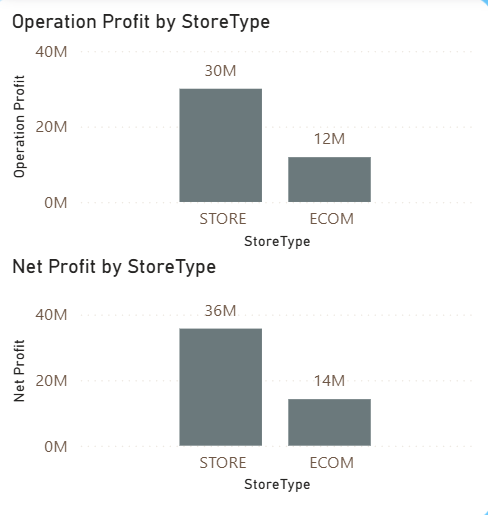 Operation Profit by StoreType
40M
30M
20M
12M
0M
Operation Profit
STORE
ECOM
StoreType
Net Profit by StoreType
40M
36M
20M
14M
0M
Net Profit
STORE
ECOM
StoreType